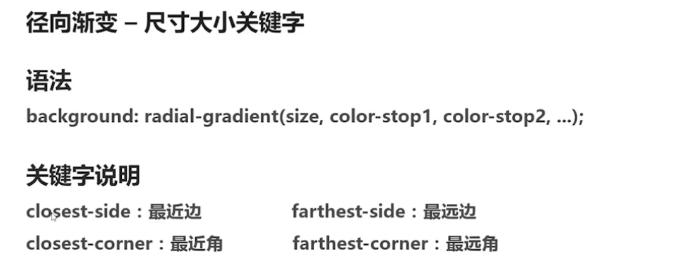 径向渐变 – 尺寸大小关键字
语法
background: radial-gradient(size, color-stop1, color-stop2, ...);
关键字说明
closest-side：最近边 farthest-side：最远边
closest-corner：最近角 farthest-corner：最远角